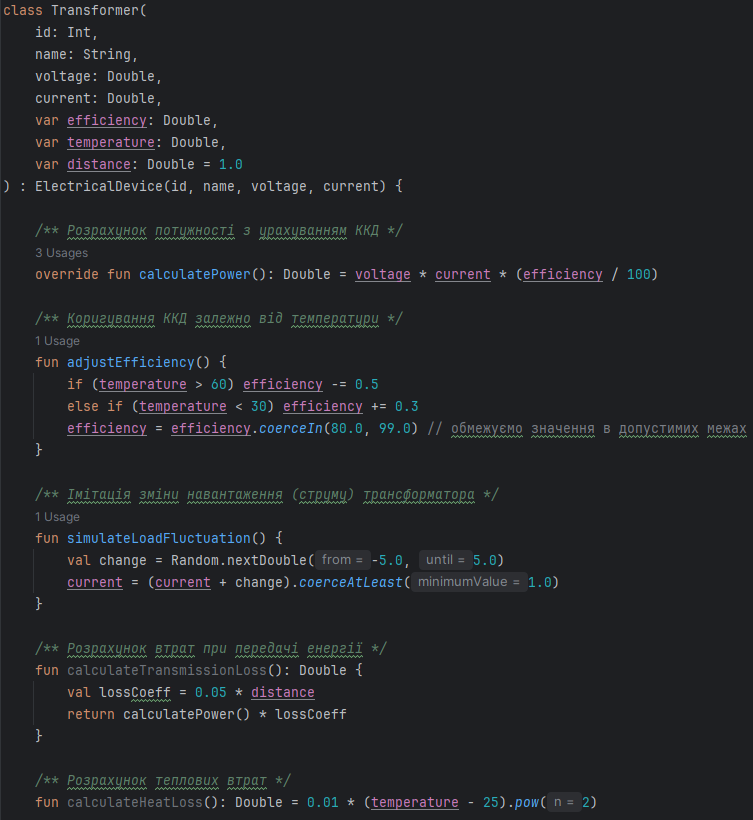 class Transformer(
    id: Int,
    name: String,
    voltage: Double,
    current: Double,
    var efficiency: Double,
    var temperature: Double,
    var distance: Double = 1.0
) : ElectricalDevice(id, name, voltage, current) {
    /** Розрахунок потужності з урахуванням ККД */
    3 Usages
    override fun calculatePower(): Double = voltage * current * (efficiency / 100)
    /** Коригування ККД залежно від температури */
    1 Usage
    fun adjustEfficiency() {
        if (temperature > 60) efficiency -= 0.5
        else if (temperature < 30) efficiency += 0.3
        efficiency = efficiency.coerceIn(80.0, 99.0) // обмежуємо значення в допустимих межах
    }
    /** Імітація зміни навантаження (струму) трансформатора */
    1 Usage
    fun simulateLoadFluctuation() {
        val change = Random.nextDouble( from = -5.0, until = 5.0)
        current = (current + change).coerceAtLeast( minimumValue = 1.0)
    }
    /** Розрахунок втрат при передачі енергії */
    fun calculateTransmissionLoss(): Double {
        val lossCoeff = 0.05 * distance
        return calculatePower() * lossCoeff
    }
    /** Розрахунок теплових втрат */
    fun calculateHeatLoss(): Double = 0.01 * (temperature - 25).pow( n = 2)